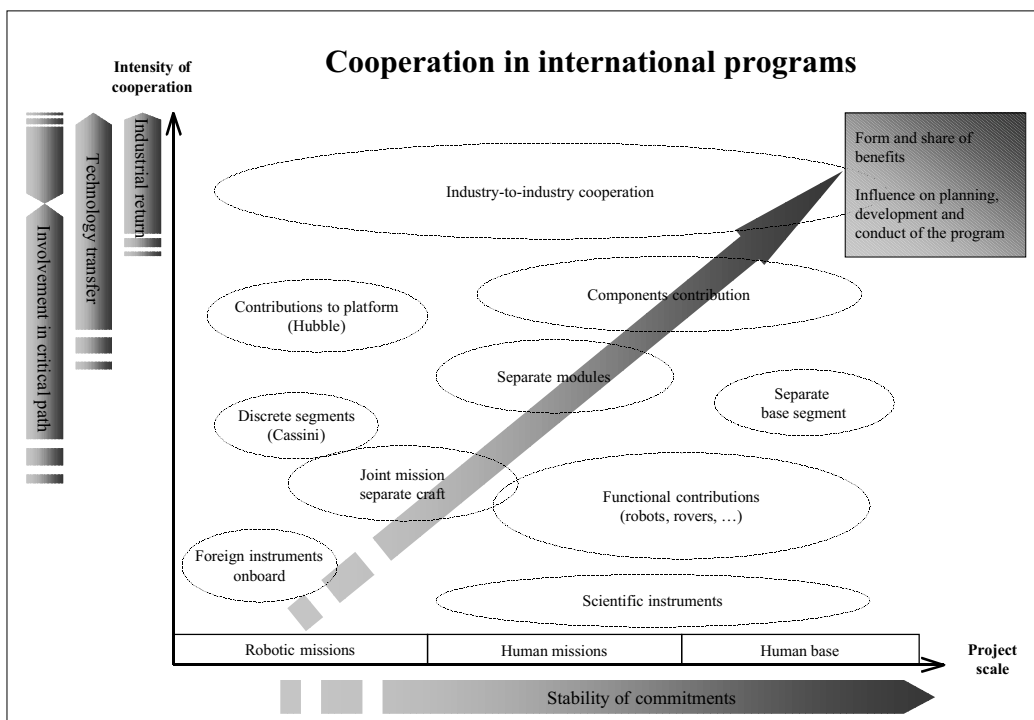 Cooperation in international programs
Intensity of
cooperation
Involvement in critical path
Technology transfer
Industrial return
Form and share of
benefits
Influence on planning,
development and
conduct of the program
Industry-to-industry cooperation
Contributions to platform
(Hubble)
Components contribution
Separate modules
Separate
base segment
Discrete segments
(Cassini)
Joint mission
separate craft
Functional contributions
(robots, rovers, …)
Foreign instruments
onboard
Scientific instruments
Robotic missions
Human missions
Human base
Project
scale
Stability of commitments